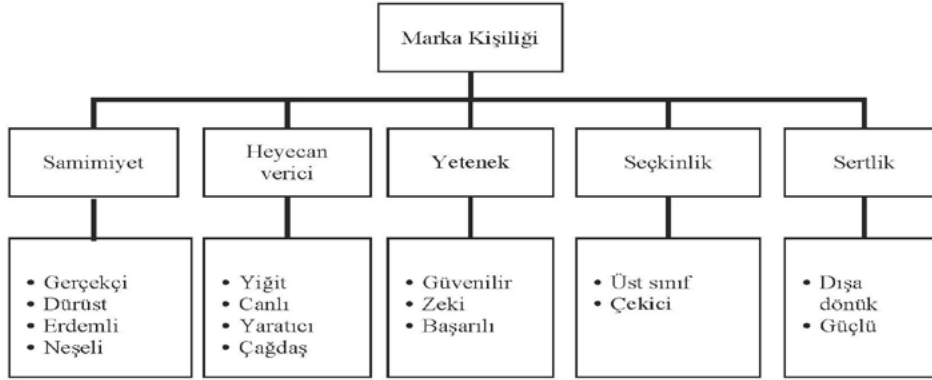 Marka Kişiliği
Samimiyet
Heyecan
verici
Yetenek
Seçkinlik
Sertlik
• Gerçekçi
• Dürüst
• Erdemli
• Neşeli
• Yiğit
• Canlı
• Yaratıcı
• Çağdaş
• Güvenilir
• Zeki
• Başarılı
• Üst sınıf
• Çekici
• Dışa
dönük
• Güçlü